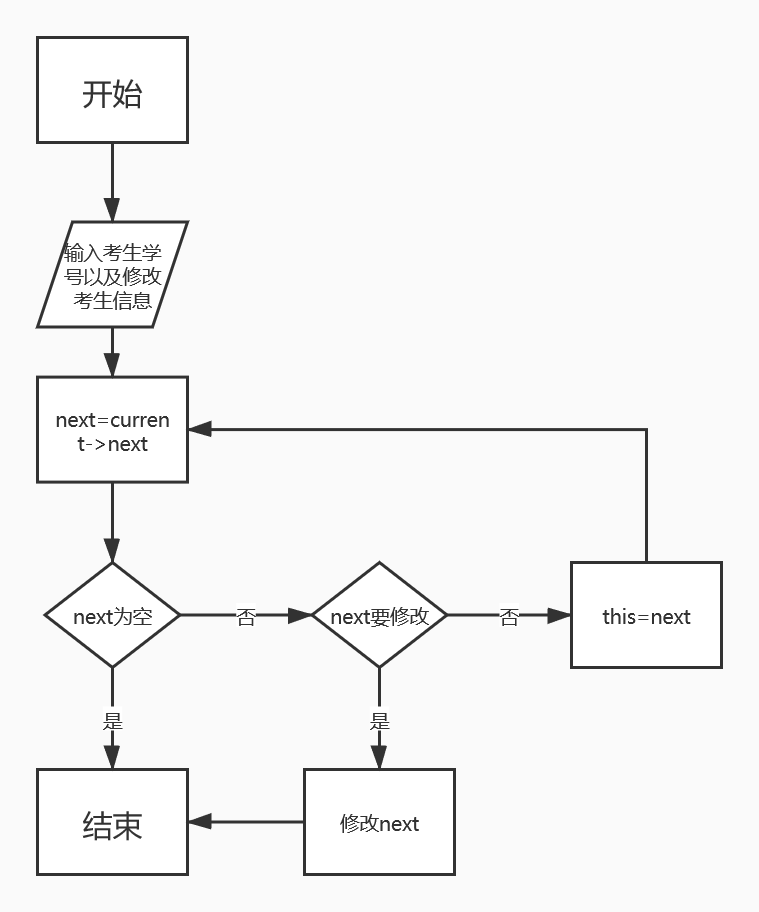 开始
输入考生学
号以及修改
考生信息
next=curren
t->next
next为空
否
next要修改
否
this=next
是
是
结束
修改next